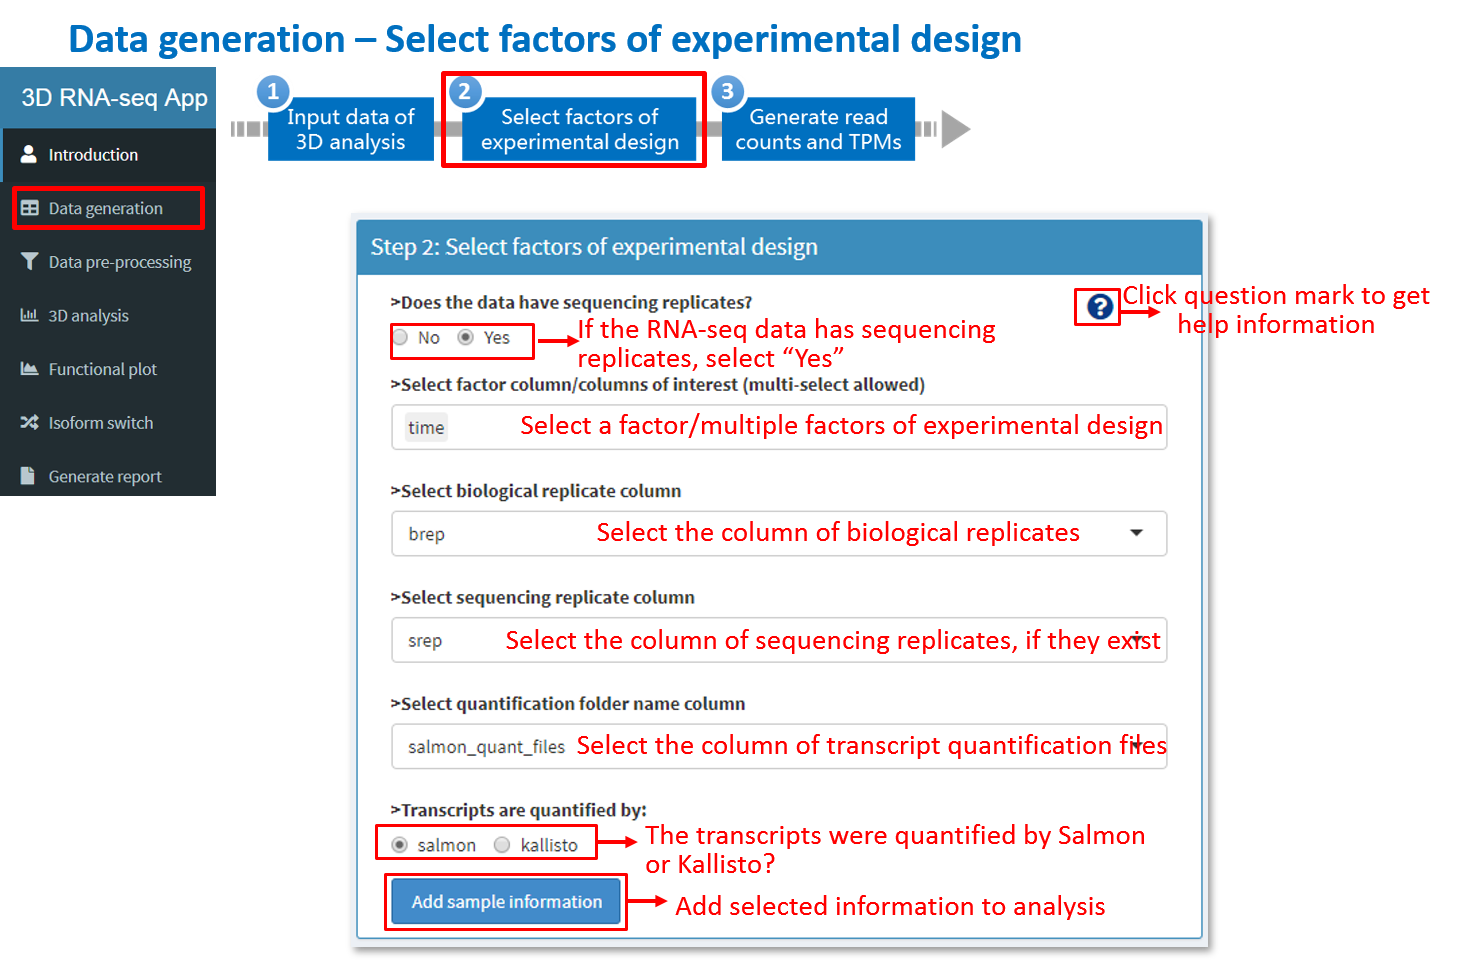 Data generation – Select factors of experimental design
3D RNA-seq App
Introduction
Data generation
Data pre-processing
3D analysis
Functional plot
Isoform switch
Generate report
1
Input data of
3D analysis
2
Select factors of
experimental design
3
Generate read
counts and TPMs
Step 2: Select factors of experimental design
>Does the data have sequencing replicates?
?
Click question mark to get
help information
No Yes
If the RNA-seq data has sequencing
replicates, select “Yes”
>Select factor column/columns of interest (multi-select allowed)
time
Select a factor/multiple factors of experimental design
>Select biological replicate column
brep
Select the column of biological replicates
>Select sequencing replicate column
srep
Select the column of sequencing replicates, if they exist
>Select quantification folder name column
salmon_quant_files
Select the column of transcript quantification files
>Transcripts are quantified by:
salmon kallisto
The transcripts were quantified by Salmon
or Kallisto?
Add sample information
Add selected information to analysis